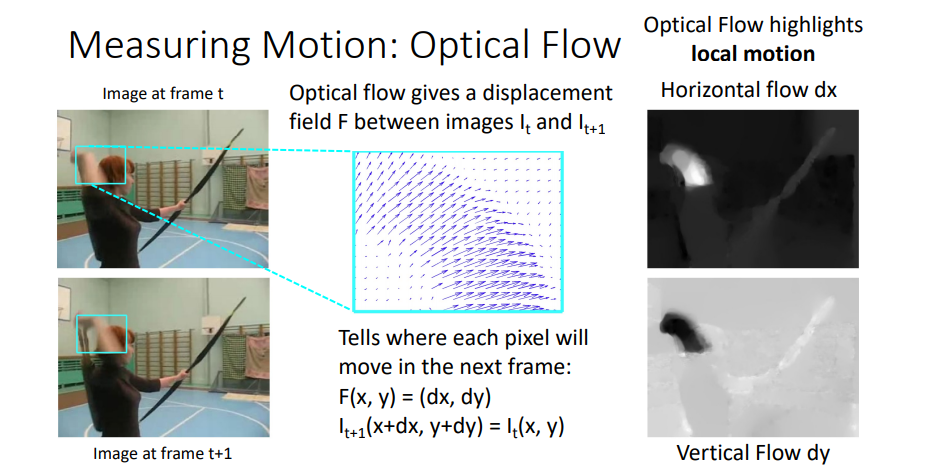 Measuring Motion: Optical Flow
Optical Flow highlights
local motion
Image at frame t
Optical flow gives a displacement
field F between images Iₜ and Iₜ₊₁
Horizontal flow dx
Tells where each pixel will
move in the next frame:
F(x, y) = (dx, dy)
Iₜ₊₁(x+dx, y+dy) = Iₜ(x, y)
Image at frame t+1
Vertical Flow dy